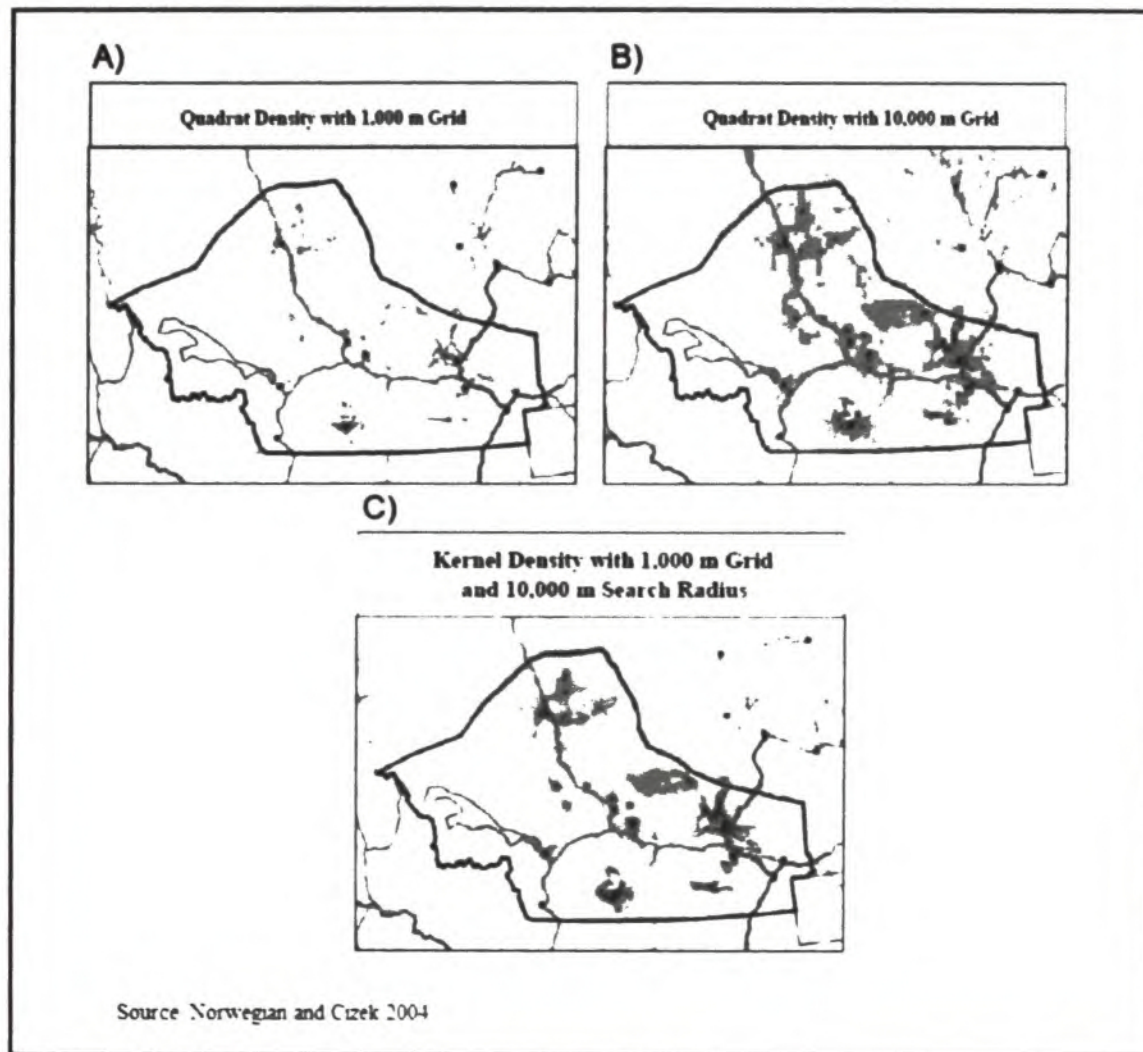 A)
Quadrat Density with 1,000 m Grid
B)
Quadrat Density with 10,000 m Grid
C)
Kernel Density with 1,000 m Grid
and 10,000 m Search Radius
Source Norwegian and Cizek 2004